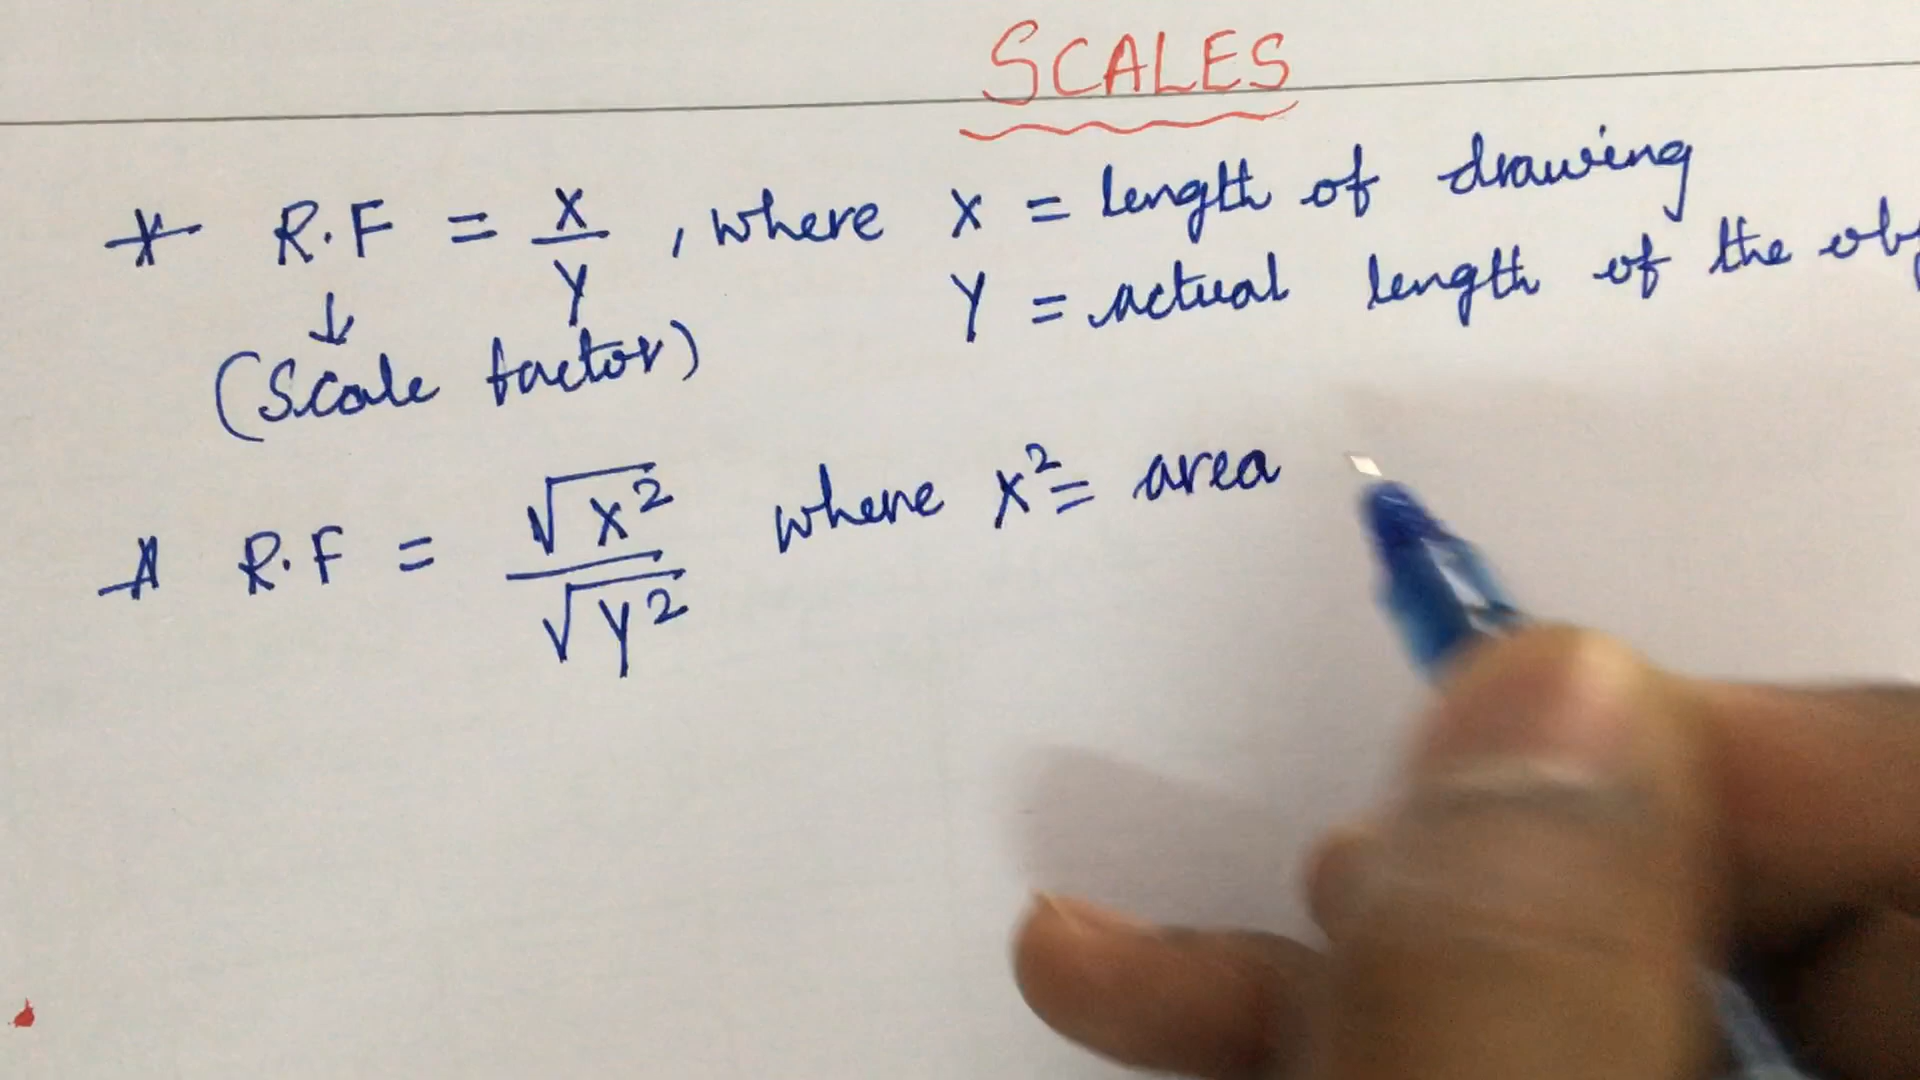 SCALES
* R.F = X/Y , where X = length of drawing
Y = actual length of the
(Scale factor)
* R.F = √X² / √Y² where X² = area